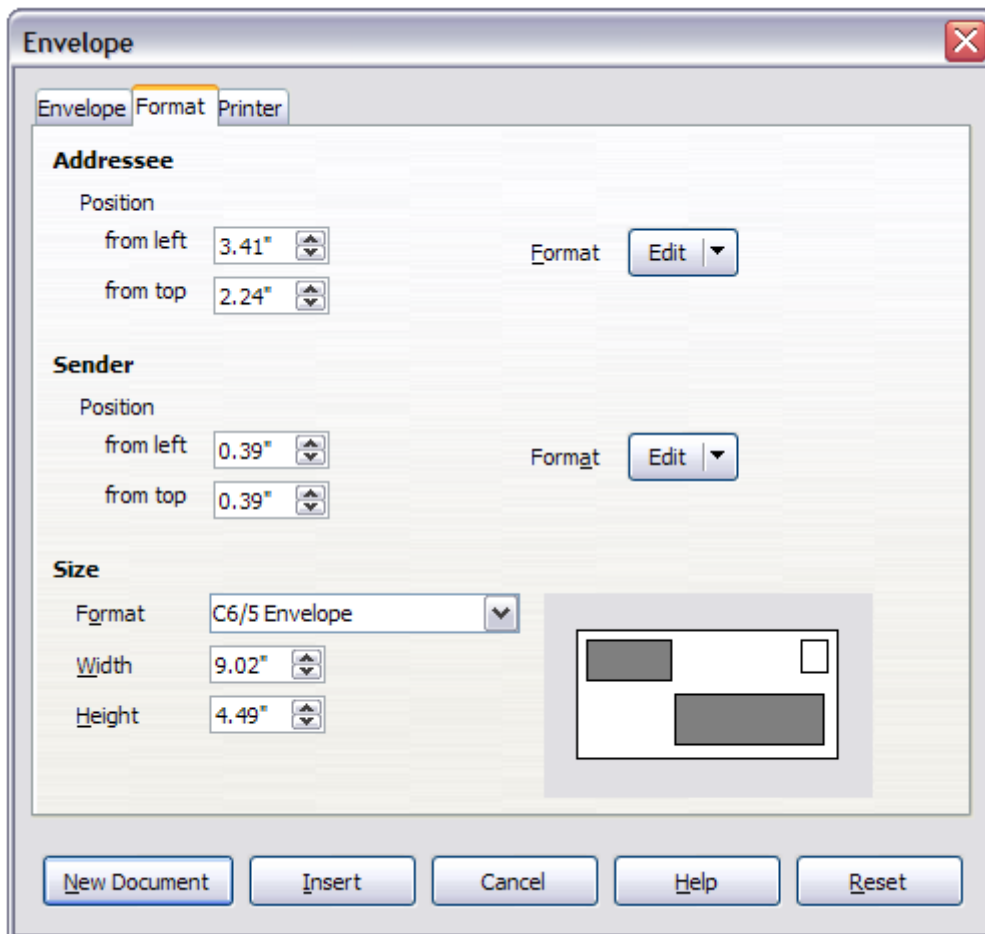 Envelope
Envelope Format Printer
Addressee
Position
from left 3.41" Format Edit
from top 2.24"
Sender
Position
from left 0.39" Format Edit
from top 0.39"
Size
Format C6/5 Envelope
Width 9.02"
Height 4.49"
New Document Insert Cancel Help Reset